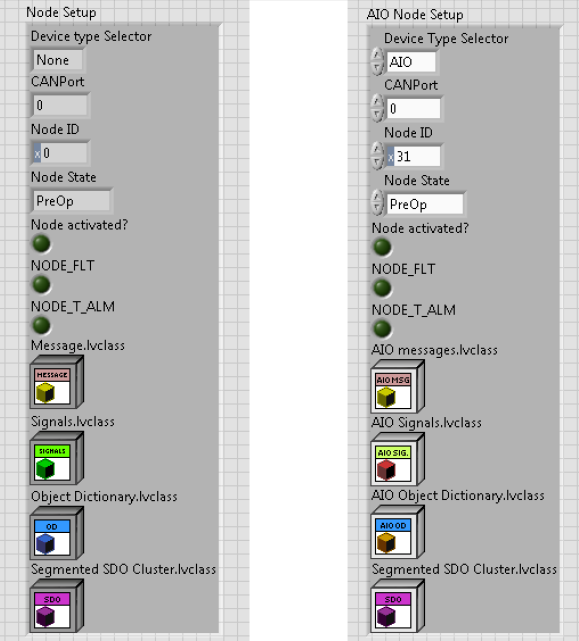 Node Setup
Device type Selector
None
CANPort
0
Node ID
x 0
Node State
PreOp
Node activated?
NODE_FLT
NODE_T_ALM
Message.lvclass
MESSAGE
Signals.lvclass
SIGNALS
Object Dictionary.lvclass
OD
Segmented SDO Cluster.lvclass
SDO
AIO Node Setup
Device Type Selector
AIO
CANPort
0
Node ID
x 31
Node State
PreOp
Node activated?
NODE_FLT
NODE_T_ALM
AIO messages.lvclass
AIO MSG
AIO Signals.lvclass
AIO SIG.
AIO Object Dictionary.lvclass
AIO OD
Segmented SDO Cluster.lvclass
SDO